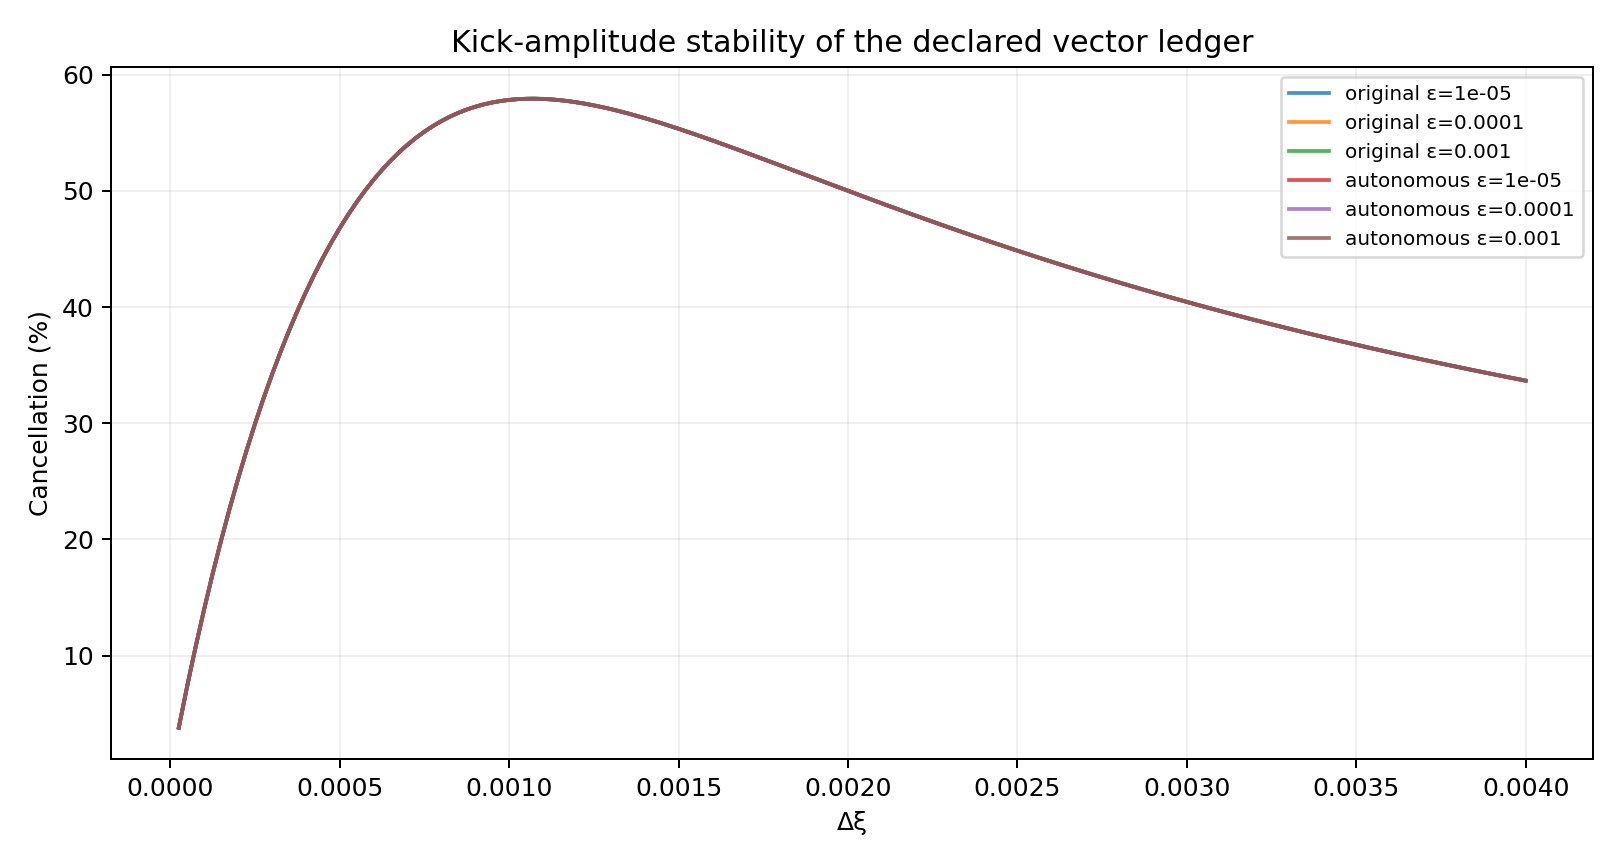 Kick-amplitude stability of the declared vector ledger
60
50
40
30
20
10
Cancellation (%)
original ε=1e-05
original ε=0.0001
original ε=0.001
autonomous ε=1e-05
autonomous ε=0.0001
autonomous ε=0.001
0.0000 0.0005 0.0010 0.0015 0.0020 0.0025 0.0030 0.0035 0.0040
Δξ